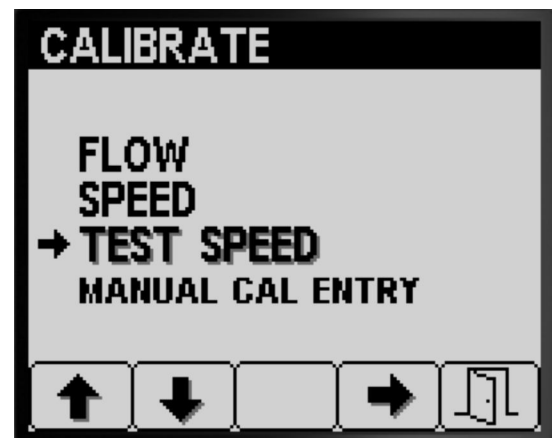 CALIBRATE
FLOW
SPEED
TEST SPEED
MANUAL CAL ENTRY